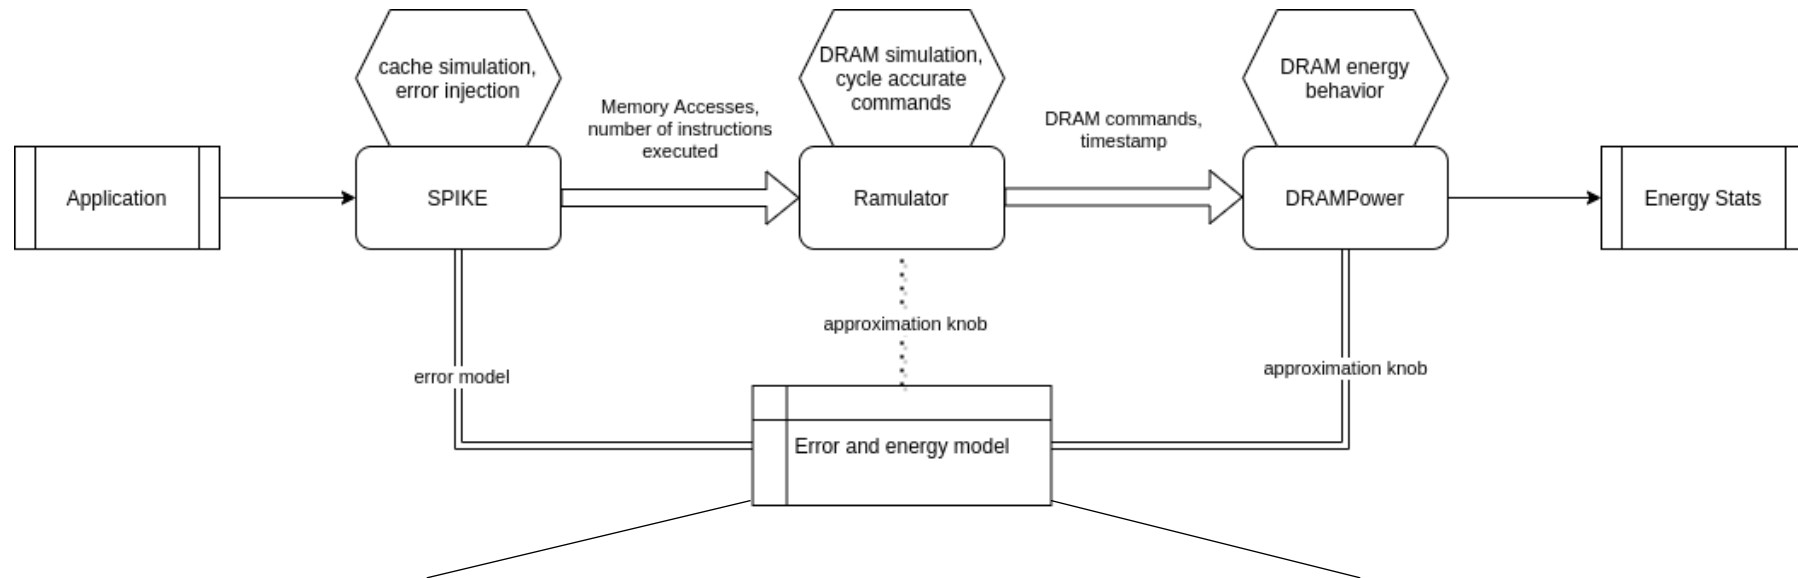 cache simulation,
error injection
DRAM simulation,
cycle accurate
commands
DRAM energy
behavior
Memory Accesses,
number of instructions
executed
DRAM commands,
timestamp
Application
SPIKE
Ramulator
DRAMPower
Energy Stats
approximation knob
error model
approximation knob
Error and energy model